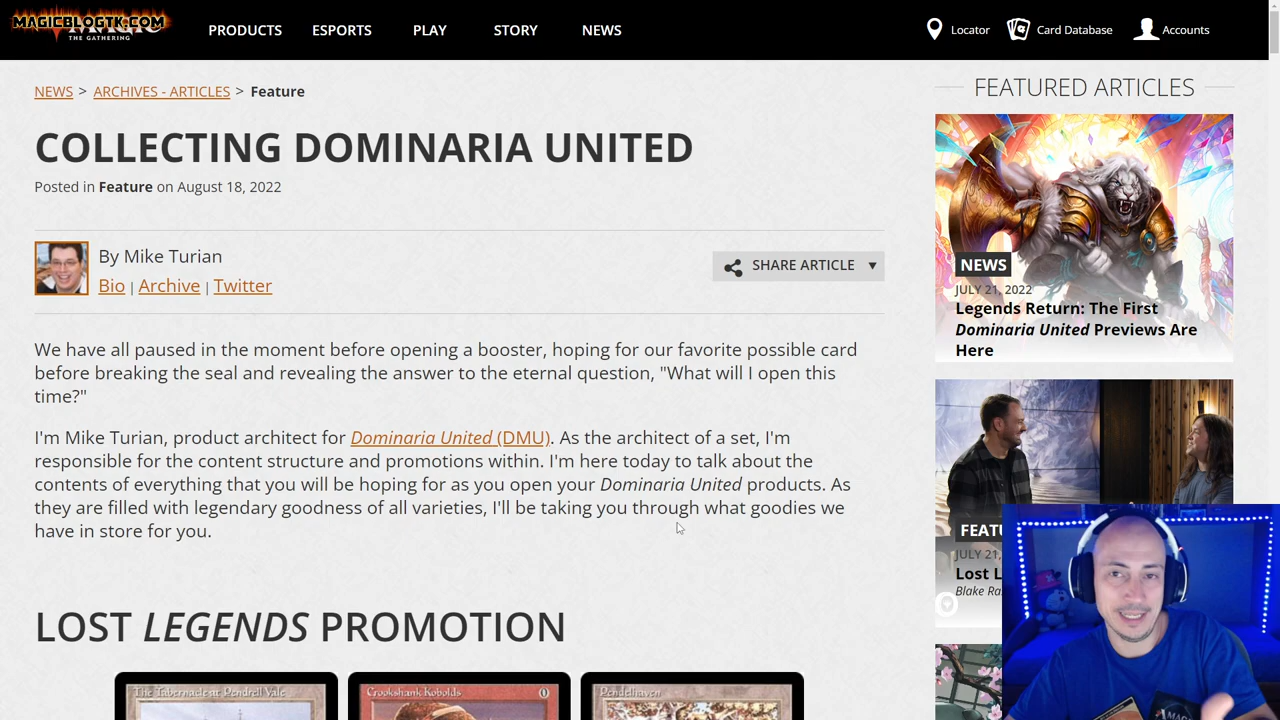 MAGICBLOGTK.COM
MAGIC
THE GATHERING
PRODUCTS ESPORTS PLAY STORY NEWS
Locator Card Database Accounts
NEWS > ARCHIVES - ARTICLES > Feature
COLLECTING DOMINARIA UNITED
Posted in Feature on August 18, 2022
By Mike Turian
Bio | Archive | Twitter
SHARE ARTICLE ▼
We have all paused in the moment before opening a booster, hoping for our favorite possible card
before breaking the seal and revealing the answer to the eternal question, "What will I open this
time?"
I'm Mike Turian, product architect for Dominaria United (DMU). As the architect of a set, I'm
responsible for the content structure and promotions within. I'm here today to talk about the
contents of everything that you will be hoping for as you open your Dominaria United products. As
they are filled with legendary goodness of all varieties, I'll be taking you through what goodies we
have in store for you.
LOST LEGENDS PROMOTION
The Tabernacle at Pendrell Vale
Crookshank Kobolds 0
Pendelhaven
FEATURED ARTICLES
NEWS
JULY 21, 2022
Legends Return: The First
Dominaria United Previews Are
Here
FEATU
JULY 21,
Lost L
Blake Ra